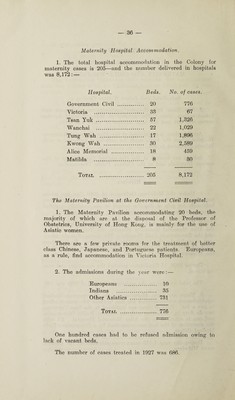 — 36 —
Maternity Hospital Accommodation.
1. The total hospital accommodation in the Colony for
maternity cases is 205—and the number delivered in hospitals
was 8,172 :—
Hospital. Beds. No. of cases.
Government Civil ............... 20 776
Victoria ............... 33 67
Tsan Yuk ............... 57 1,326
Wanchai ............... 22 1,029
Tung Wah ............... 17 1,896
Kwong Wah ............... 30 2,589
Alice Memorial ............... 18 439
Matilda ............... 8 50
TOTAL ............... 205 8,172
The Maternity Pavilion at the Government Civil Hospital.
1. The Maternity Pavilion accommodating 20 beds, the
majority of which are at the disposal of the Professor of
Obstetrics, University of Hong Kong, is mainly for the use of
Asiatic women.
There are a few private rooms for the treatment of better
class Chinese, Japanese, and Portuguese patients. Europeans,
as a rule, find accommodation in Victoria Hospital.
2. The admissions during the year were :—
Europeans ............... 10
Indians ............... 35
Other Asiatics ............... 731
TOTAL ............... 776
One hundred cases had to be refused admission owing to
lack of vacant beds.
The number of cases treated in 1927 was 686.